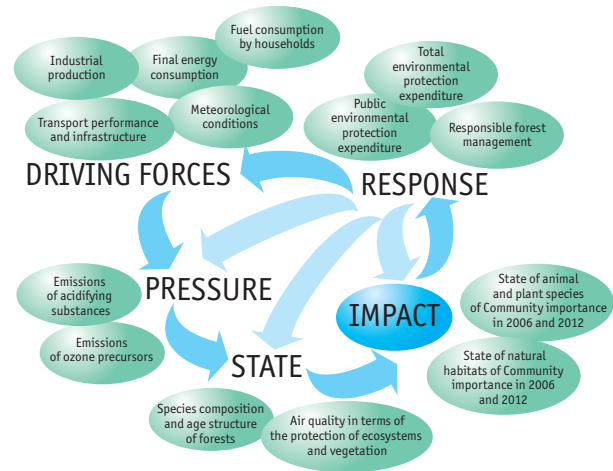 Fuel consumption
by households
Industrial
production
Final energy
consumption
Total
environmental
protection
expenditure
Transport performance
and infrastructure
Meteorological
conditions
Public
environmental
protection
expenditure
Responsible forest
management
DRIVING FORCES
RESPONSE
Emissions
of acidifying
substances
PRESSURE
IMPACT
State of animal
and plant species
of Community importance
in 2006 and 2012
Emissions
of ozone precursors
STATE
State of natural
habitats of Community
importance in 2006
and 2012
Species composition
and age structure
of forests
Air quality in terms of
the protection of ecosystems
and vegetation